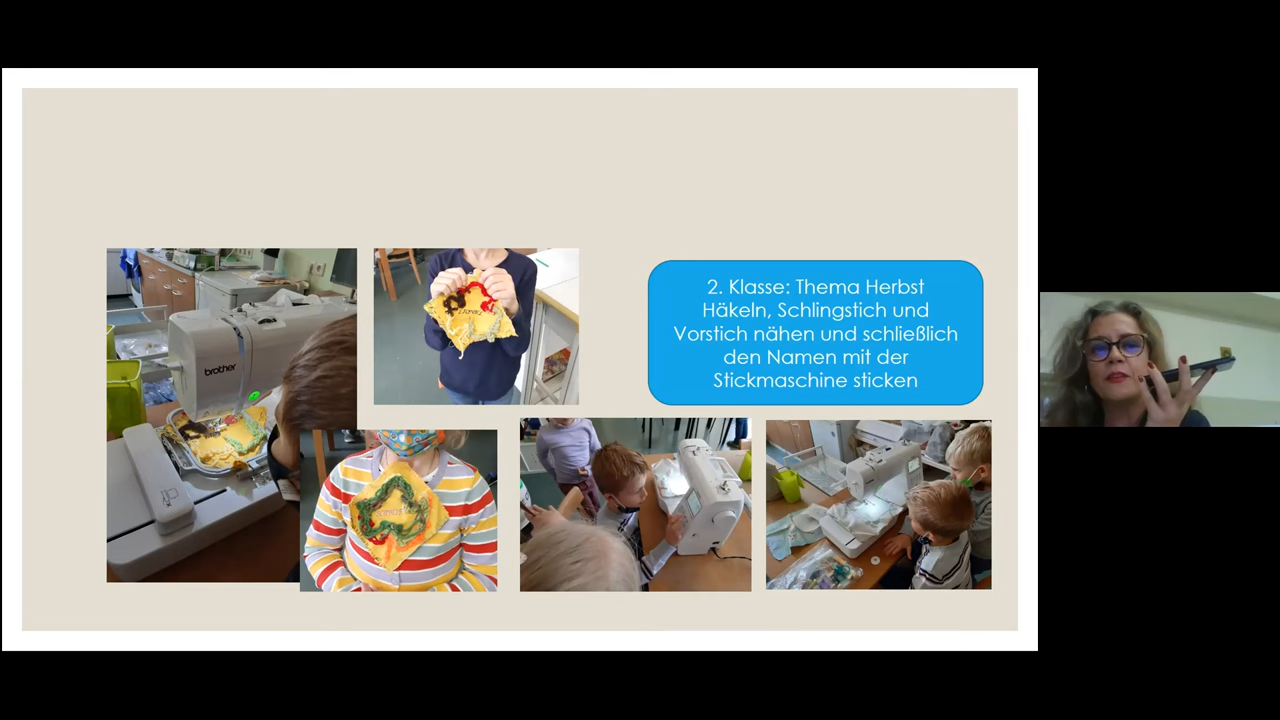 2. Klasse: Thema Herbst
Häkeln, Schlingstich und
Vorstich nähen und schließlich
den Namen mit der
Stickmaschine sticken
brother